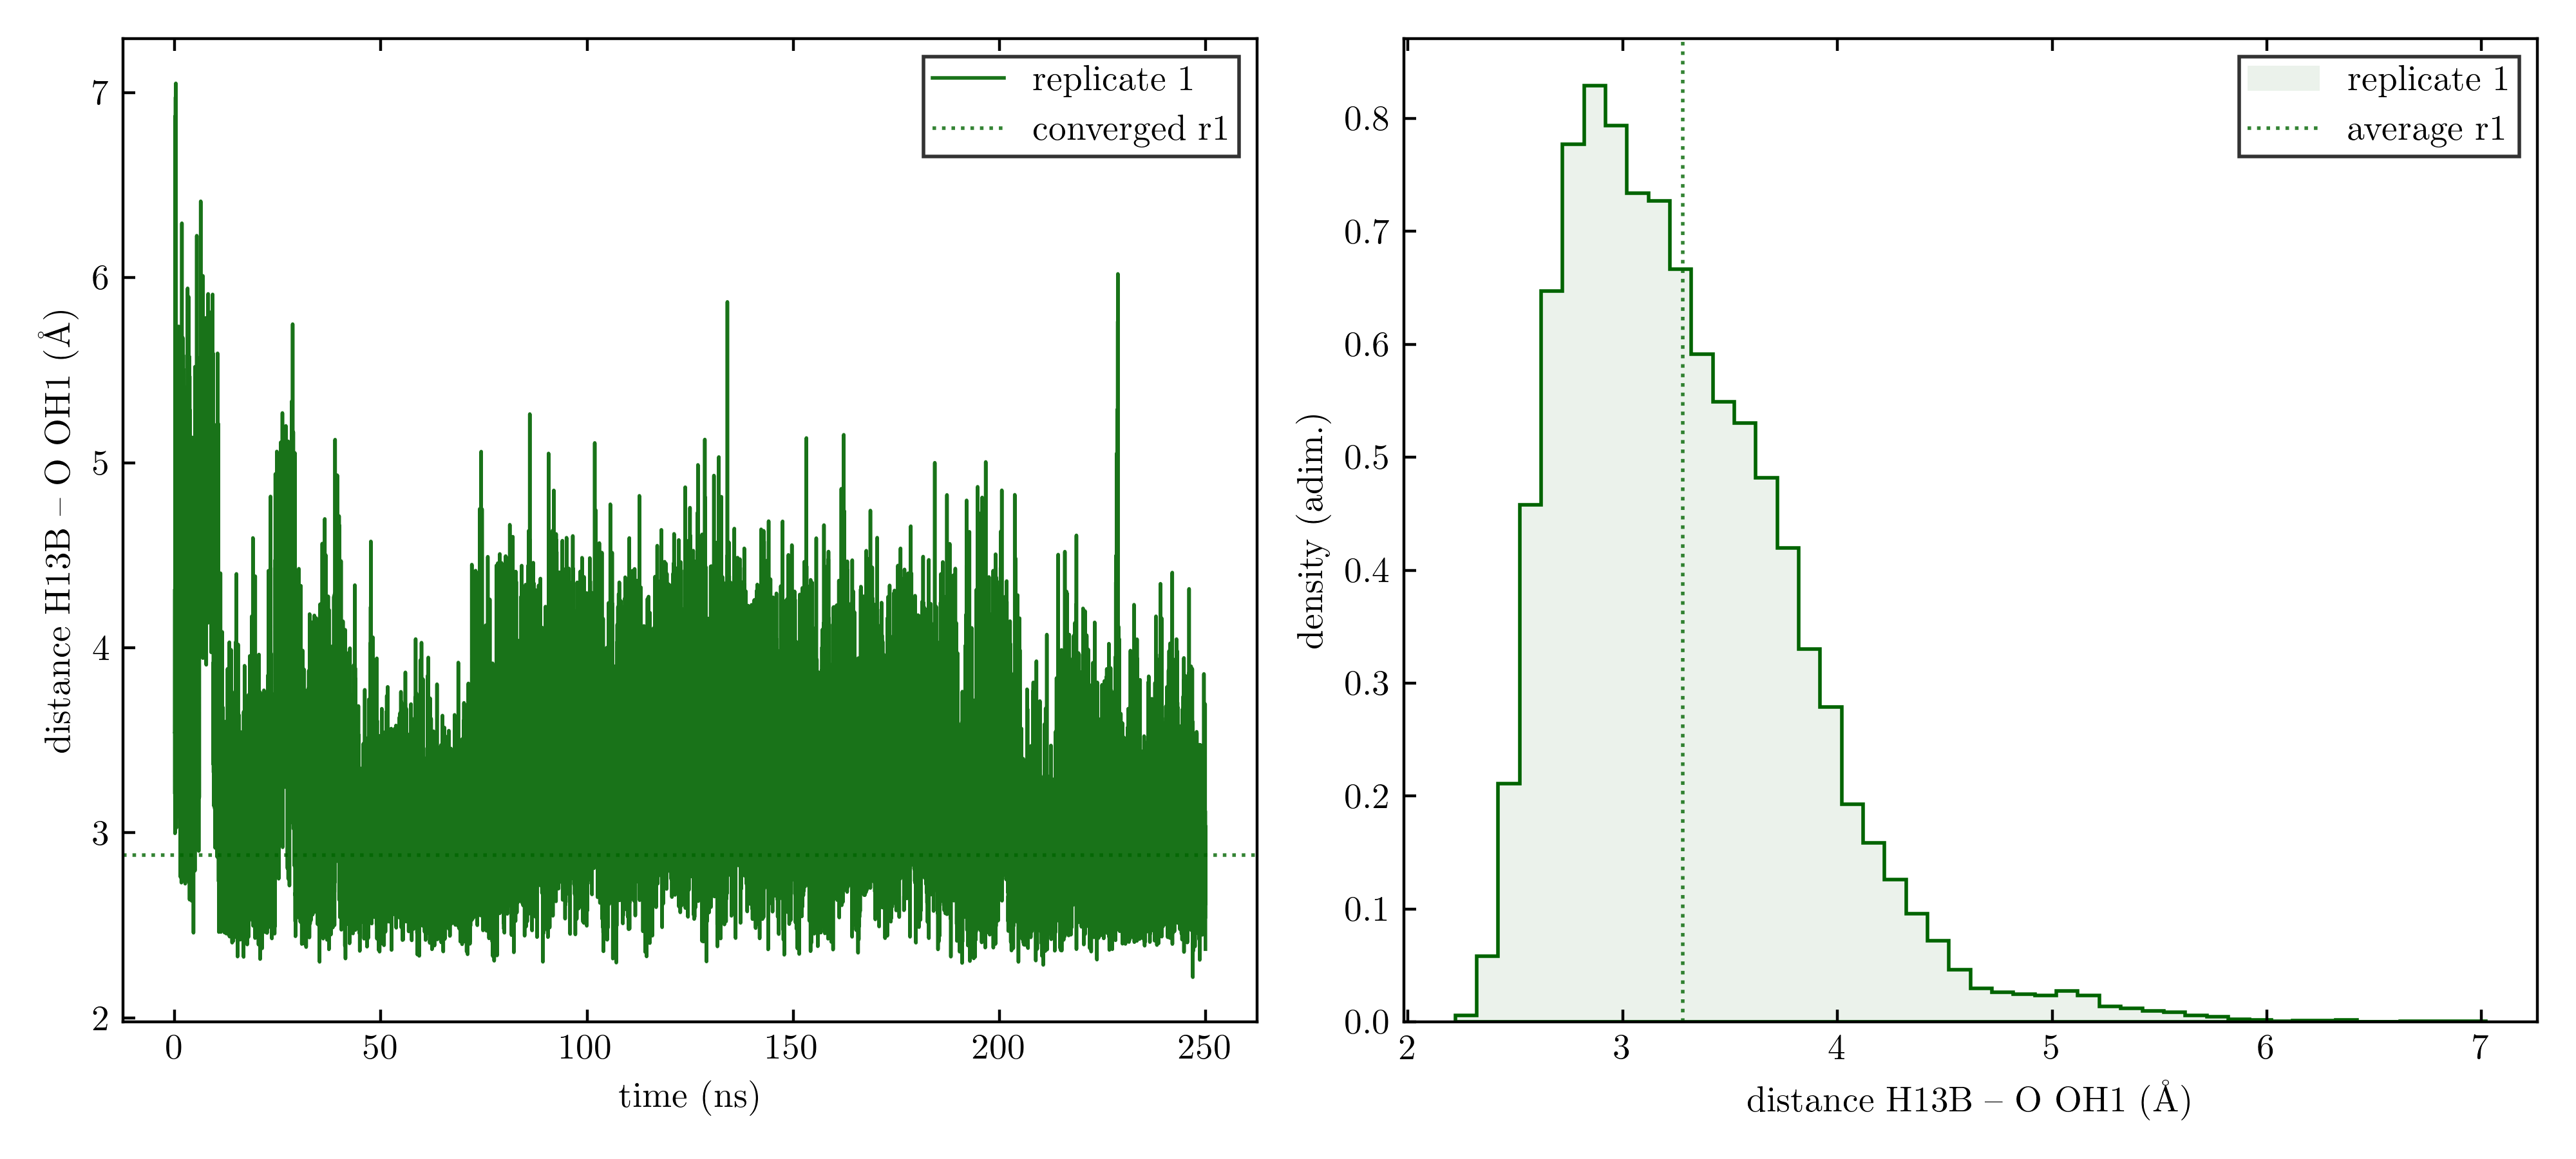 7
6
5
4
3
2
distance H13B – O OH1 (Å)
replicate 1
converged r1
0 50 100 150 200 250
time (ns)
0.8
0.7
0.6
0.5
0.4
0.3
0.2
0.1
0.0
density (adim.)
replicate 1
average r1
2 3 4 5 6 7
distance H13B – O OH1 (Å)